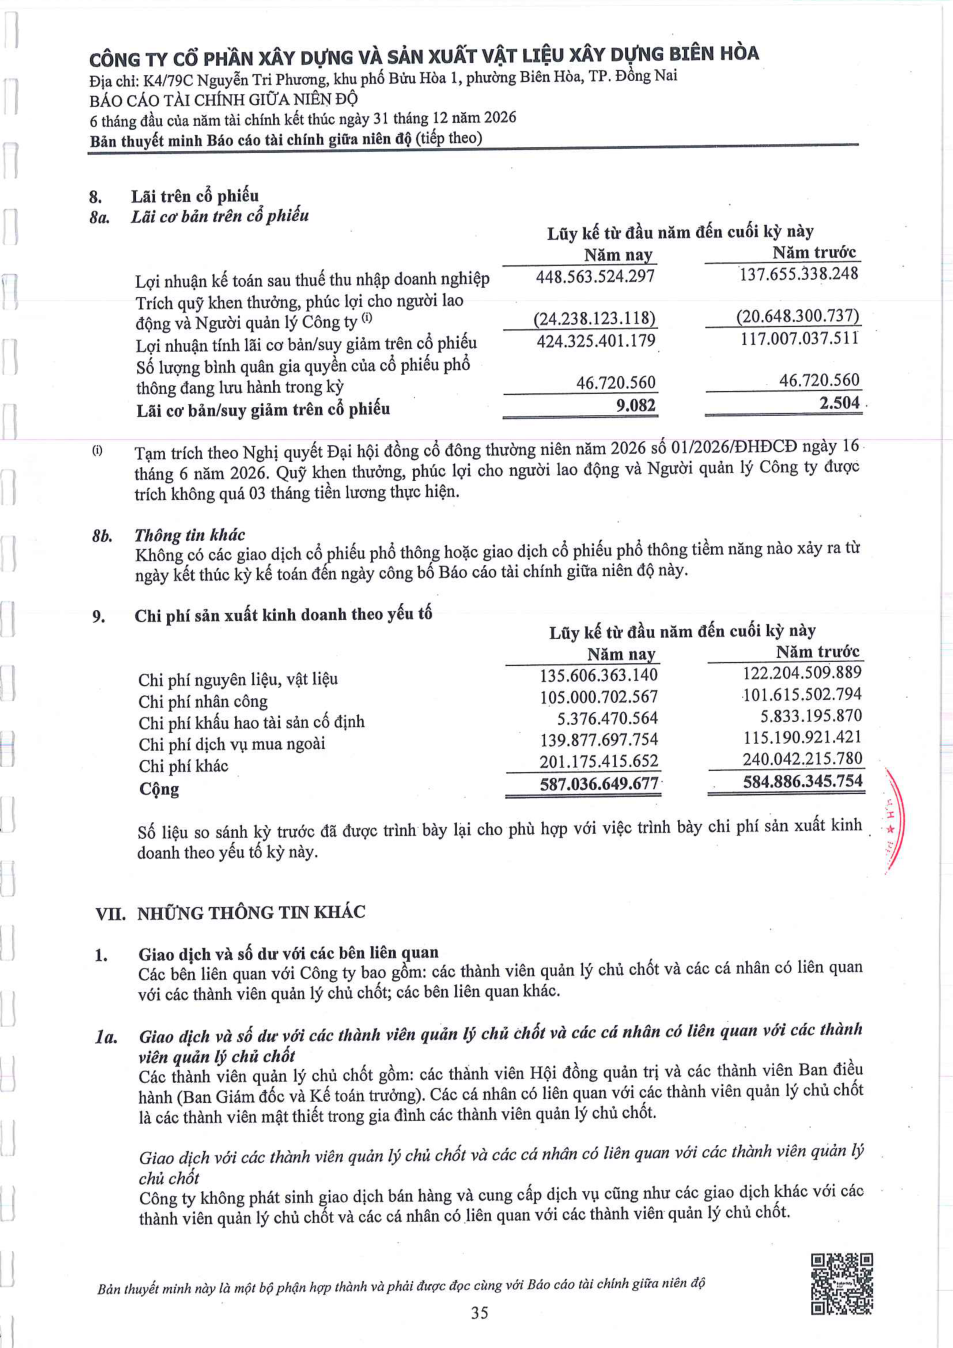 CÔNG TY CỔ PHẦN XÂY DỰNG VÀ SẢN XUẤT VẬT LIỆU XÂY DỰNG BIÊN HÒA
Địa chỉ: K4/79C Nguyễn Tri Phương, khu phố Bửu Hòa 1, phường Biên Hòa, TP. Đồng Nai
BÁO CÁO TÀI CHÍNH GIỮA NIÊN ĐỘ
6 tháng đầu của năm tài chính kết thúc ngày 31 tháng 12 năm 2026
Bản thuyết minh Báo cáo tài chính giữa niên độ (tiếp theo)
8. Lãi trên cổ phiếu
8a. Lãi cơ bản trên cổ phiếu
Lũy kế từ đầu năm đến cuối kỳ này
Năm nay Năm trước
Lợi nhuận kế toán sau thuế thu nhập doanh nghiệp 448.563.524.297 137.655.338.248
Trích quỹ khen thưởng, phúc lợi cho người lao
động và Người quản lý Công ty (i) (24.238.123.118) (20.648.300.737)
Lợi nhuận tính lãi cơ bản/suy giảm trên cổ phiếu 424.325.401.179 117.007.037.511
Số lượng bình quân gia quyền của cổ phiếu phổ
thông đang lưu hành trong kỳ 46.720.560 46.720.560
Lãi cơ bản/suy giảm trên cổ phiếu 9.082 2.504
(i) Tạm trích theo Nghị quyết Đại hội đồng cổ đông thường niên năm 2026 số 01/2026/ĐHĐCĐ ngày 16
tháng 6 năm 2026. Quỹ khen thưởng, phúc lợi cho người lao động và Người quản lý Công ty được
trích không quá 03 tháng tiền lương thực hiện.
8b. Thông tin khác
Không có các giao dịch cổ phiếu phổ thông hoặc giao dịch cổ phiếu phổ thông tiềm năng nào xảy ra từ
ngày kết thúc kỳ kế toán đến ngày công bố Báo cáo tài chính giữa niên độ này.
9. Chi phí sản xuất kinh doanh theo yếu tố
Lũy kế từ đầu năm đến cuối kỳ này
Năm nay Năm trước
Chi phí nguyên liệu, vật liệu 135.606.363.140 122.204.509.889
Chi phí nhân công 105.000.702.567 101.615.502.794
Chi phí khấu hao tài sản cố định 5.376.470.564 5.833.195.870
Chi phí dịch vụ mua ngoài 139.877.697.754 115.190.921.421
Chi phí khác 201.175.415.652 240.042.215.780
Cộng 587.036.649.677 584.886.345.754
Số liệu so sánh kỳ trước đã được trình bày lại cho phù hợp với việc trình bày chi phí sản xuất kinh
doanh theo yếu tố kỳ này.
VII. NHỮNG THÔNG TIN KHÁC
1. Giao dịch và số dư với các bên liên quan
Các bên liên quan với Công ty bao gồm: các thành viên quản lý chủ chốt và các cá nhân có liên quan
với các thành viên quản lý chủ chốt; các bên liên quan khác.
1a. Giao dịch và số dư với các thành viên quản lý chủ chốt và các cá nhân có liên quan với các thành
viên quản lý chủ chốt
Các thành viên quản lý chủ chốt gồm: các thành viên Hội đồng quản trị và các thành viên Ban điều
hành (Ban Giám đốc và Kế toán trưởng). Các cá nhân có liên quan với các thành viên quản lý chủ chốt
là các thành viên mật thiết trong gia đình các thành viên quản lý chủ chốt.
Giao dịch với các thành viên quản lý chủ chốt và các cá nhân có liên quan với các thành viên quản lý
chủ chốt
Công ty không phát sinh giao dịch bán hàng và cung cấp dịch vụ cũng như các giao dịch khác với các
thành viên quản lý chủ chốt và các cá nhân có liên quan với các thành viên quản lý chủ chốt.
Bản thuyết minh này là một bộ phận hợp thành và phải được đọc cùng với Báo cáo tài chính giữa niên độ
35